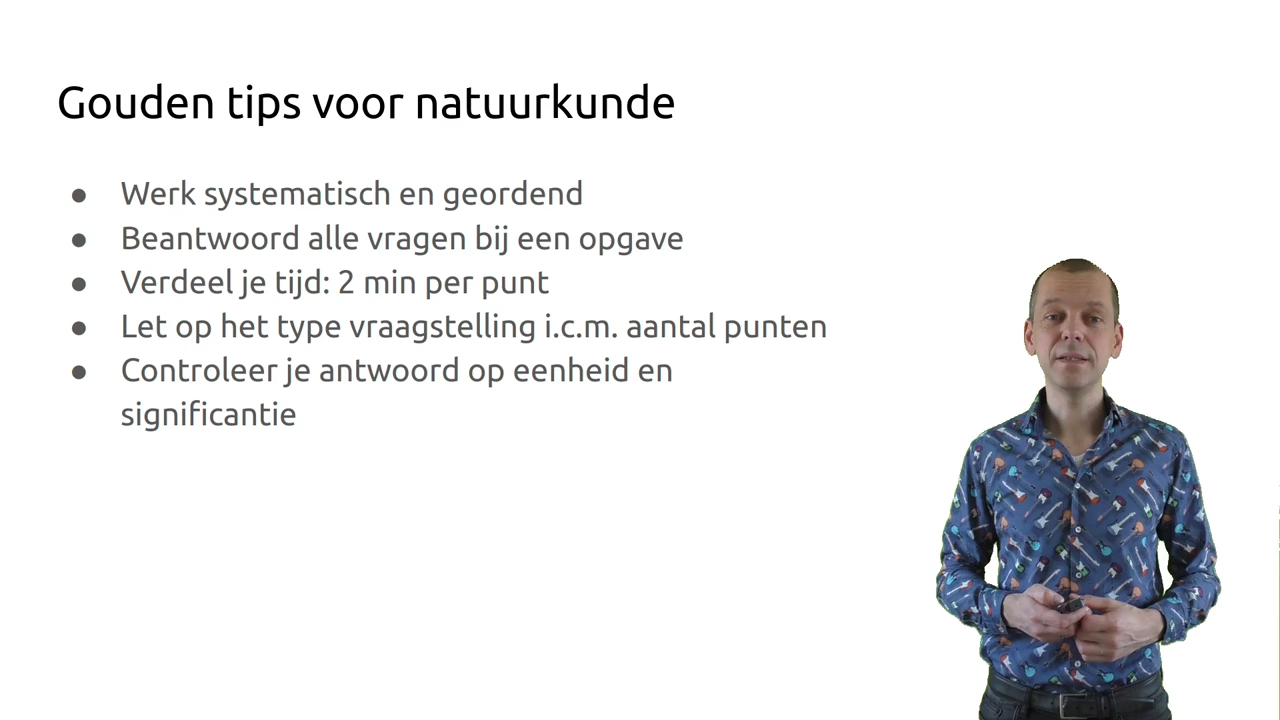 Gouden tips voor natuurkunde
● Werk systematisch en geordend
● Beantwoord alle vragen bij een opgave
● Verdeel je tijd: 2 min per punt
● Let op het type vraagstelling i.c.m. aantal punten
● Controleer je antwoord op eenheid en
significantie